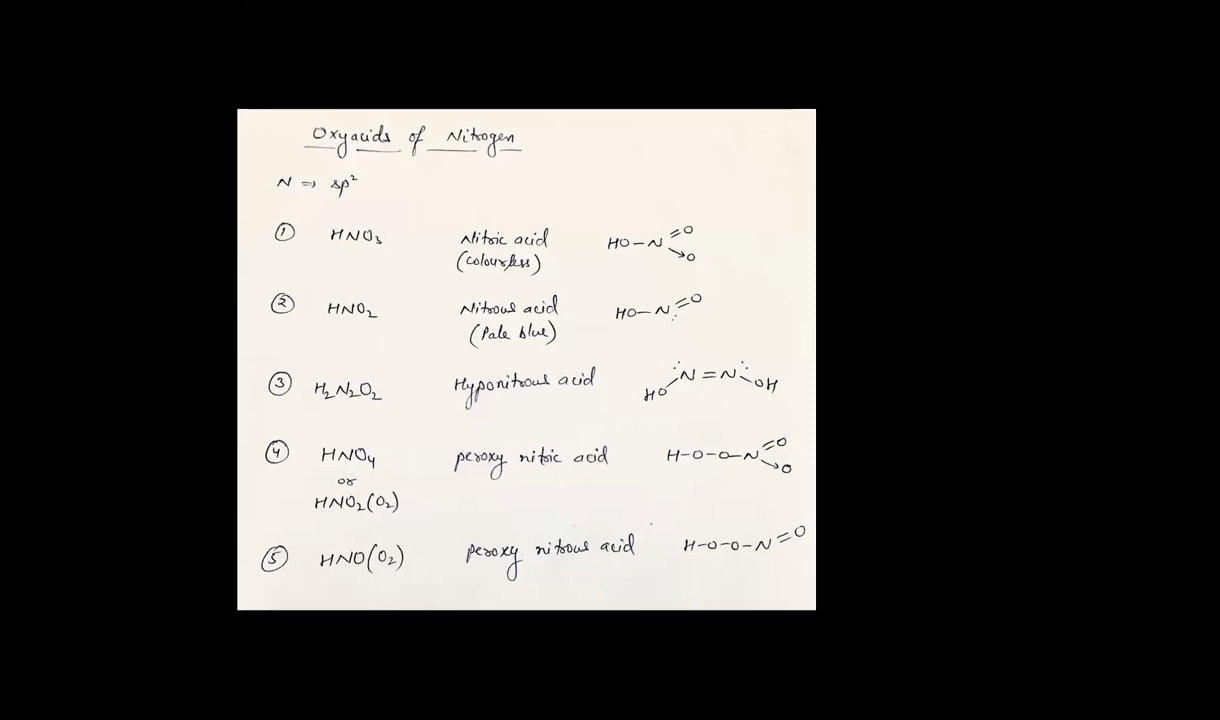 Oxyacids of Nitrogen
N ⇒ sp²
① HNO₃ Nitric acid HO–N=O→O
(colourless)
② HNO₂ Nitrous acid HO–N̈=O
(Pale blue)
③ H₂N₂O₂ Hyponitrous acid HO–N̈=N̈–OH
④ HNO₄ peroxy nitric acid H–O–O–N=O→O
or
HNO₂(O₂)
⑤ HNO(O₂) peroxy nitrous acid H–O–O–N=O